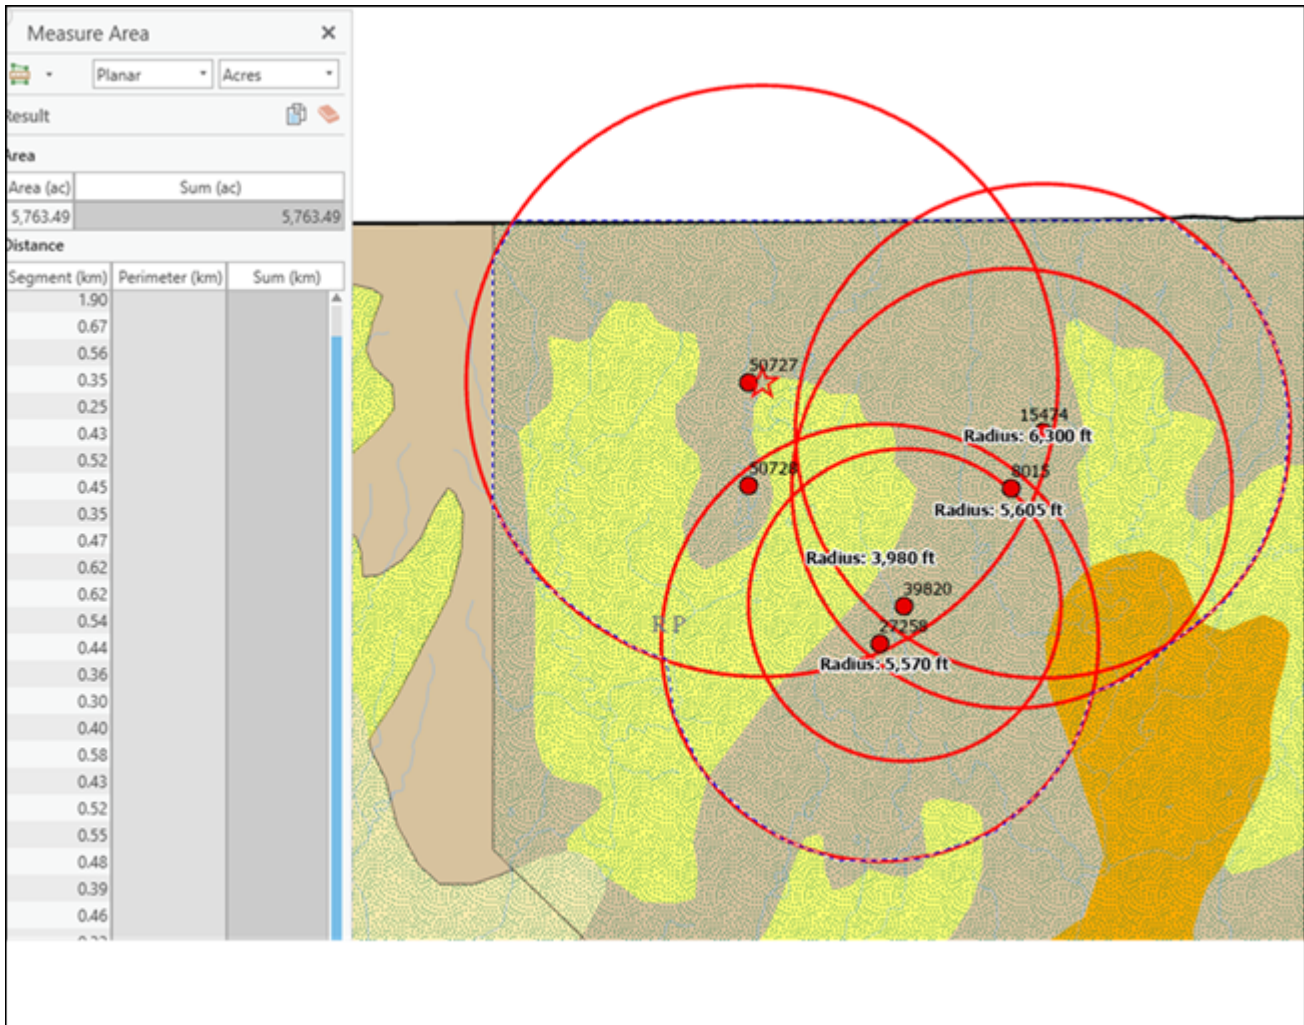 Measure Area
Planar
Acres
Result
Area
Area (ac) Sum (ac)
5,763.49 5,763.49
Distance
Segment (km) Perimeter (km) Sum (km)
1.90
0.67
0.56
0.35
0.25
0.43
0.52
0.45
0.35
0.47
0.62
0.62
0.54
0.44
0.36
0.30
0.40
0.58
0.43
0.52
0.55
0.48
0.39
0.46
50727
15474
Radius: 6,300 ft
50728
8015
Radius: 5,605 ft
Radius: 3,980 ft
39820
R P
27258
Radius: 5,570 ft